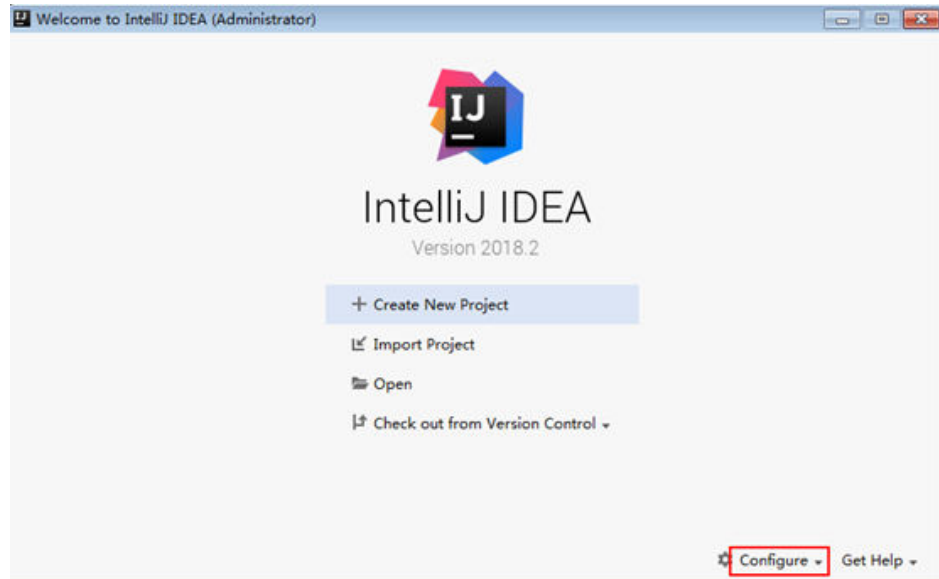 Welcome to IntelliJ IDEA (Administrator)
IJ
IntelliJ IDEA
Version 2018.2
Create New Project
Import Project
Open
Check out from Version Control
Configure
Get Help